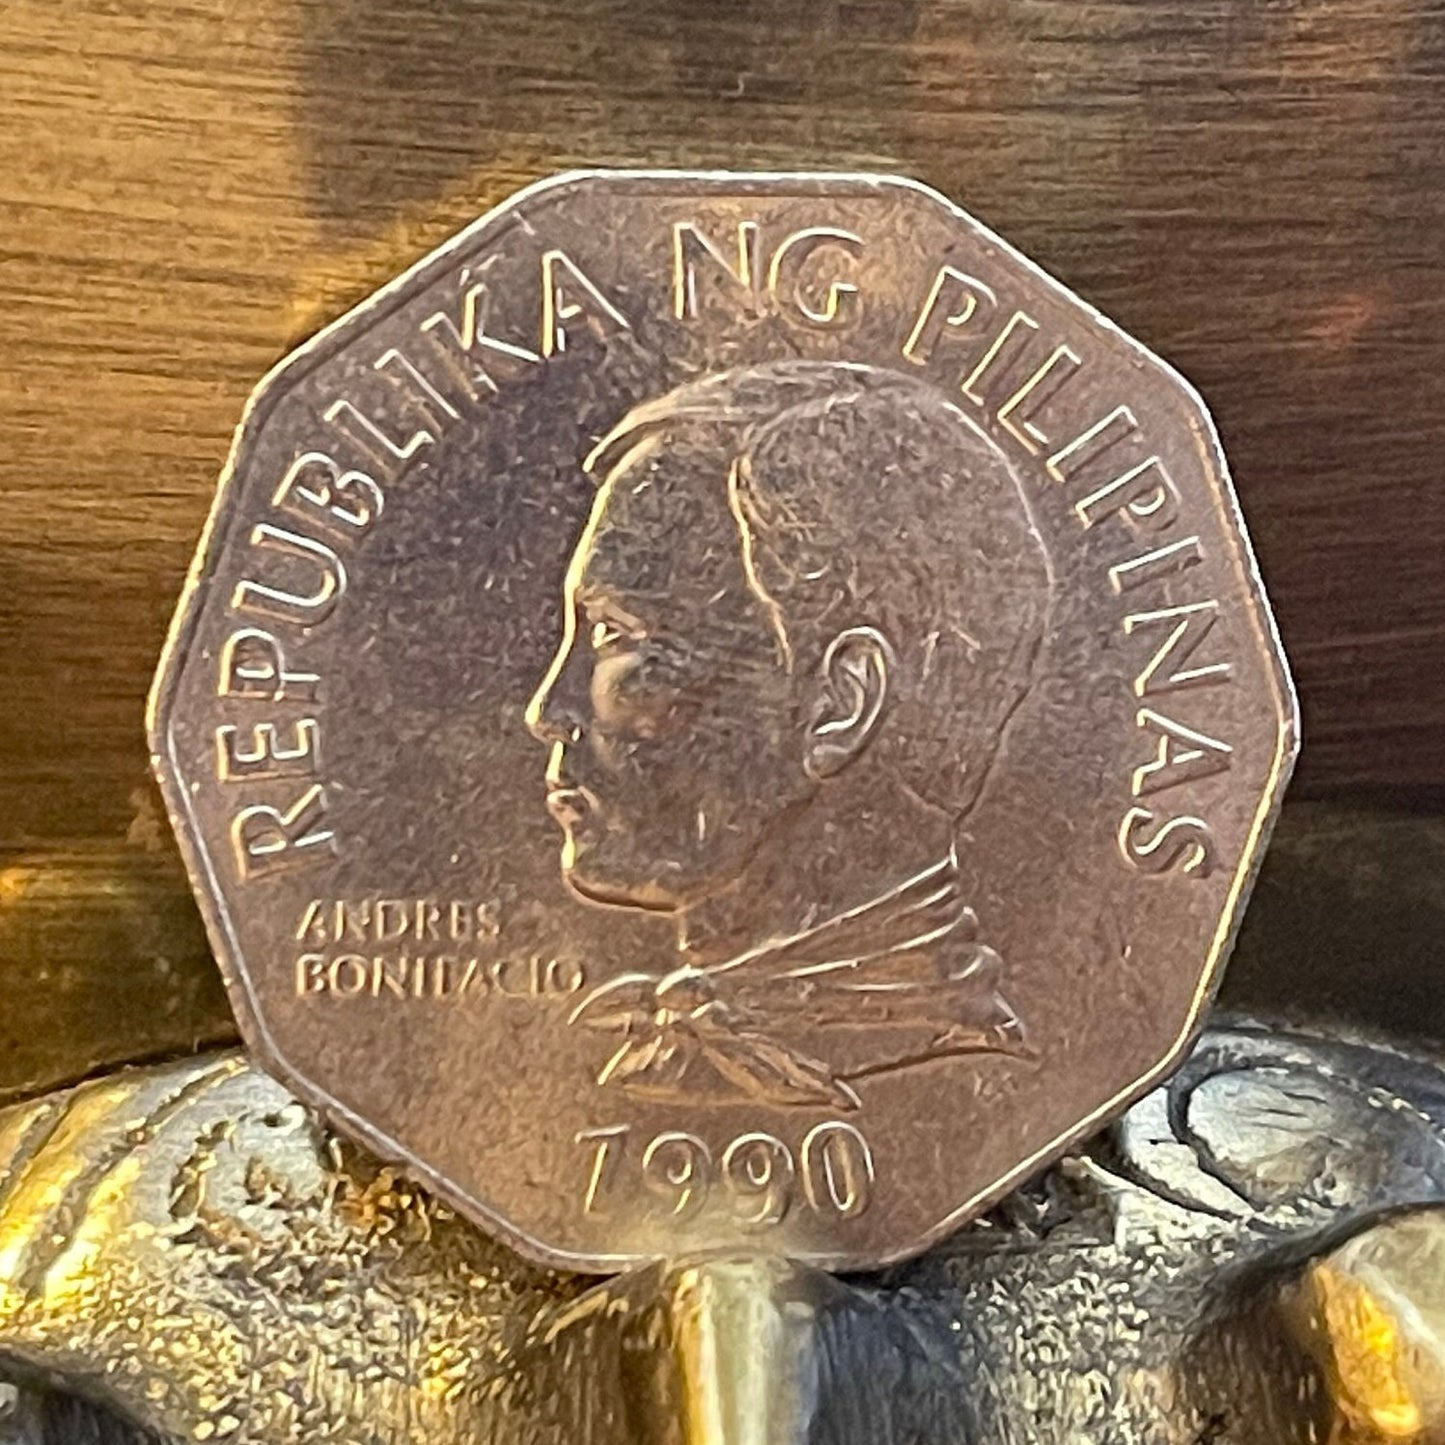 REPUBLIKA NG PILIPINAS
ANDRES
BONIFACIO
1990